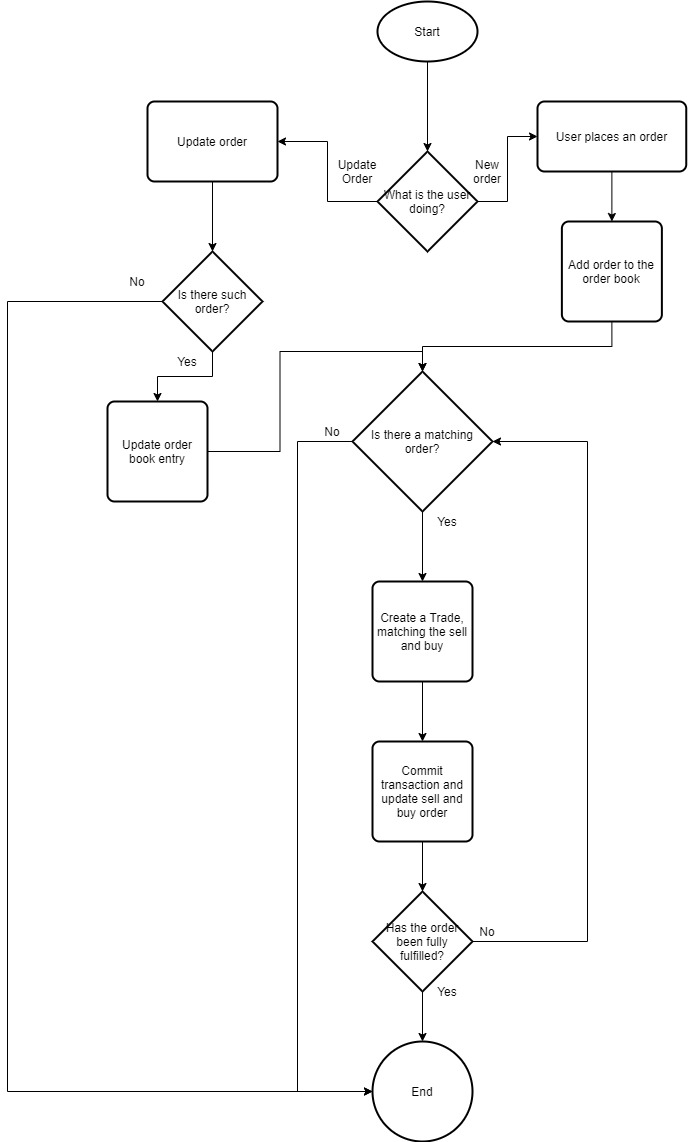 Start
Update order
User places an order
Update
Order
New
order
What is the user
doing?
Add order to the
order book
No
Is there such
order?
Yes
Update order
book entry
No
Is there a matching
order?
Yes
Create a Trade,
matching the sell
and buy
Commit
transaction and
update sell and
buy order
Has the order
been fully
fulfilled?
No
Yes
End